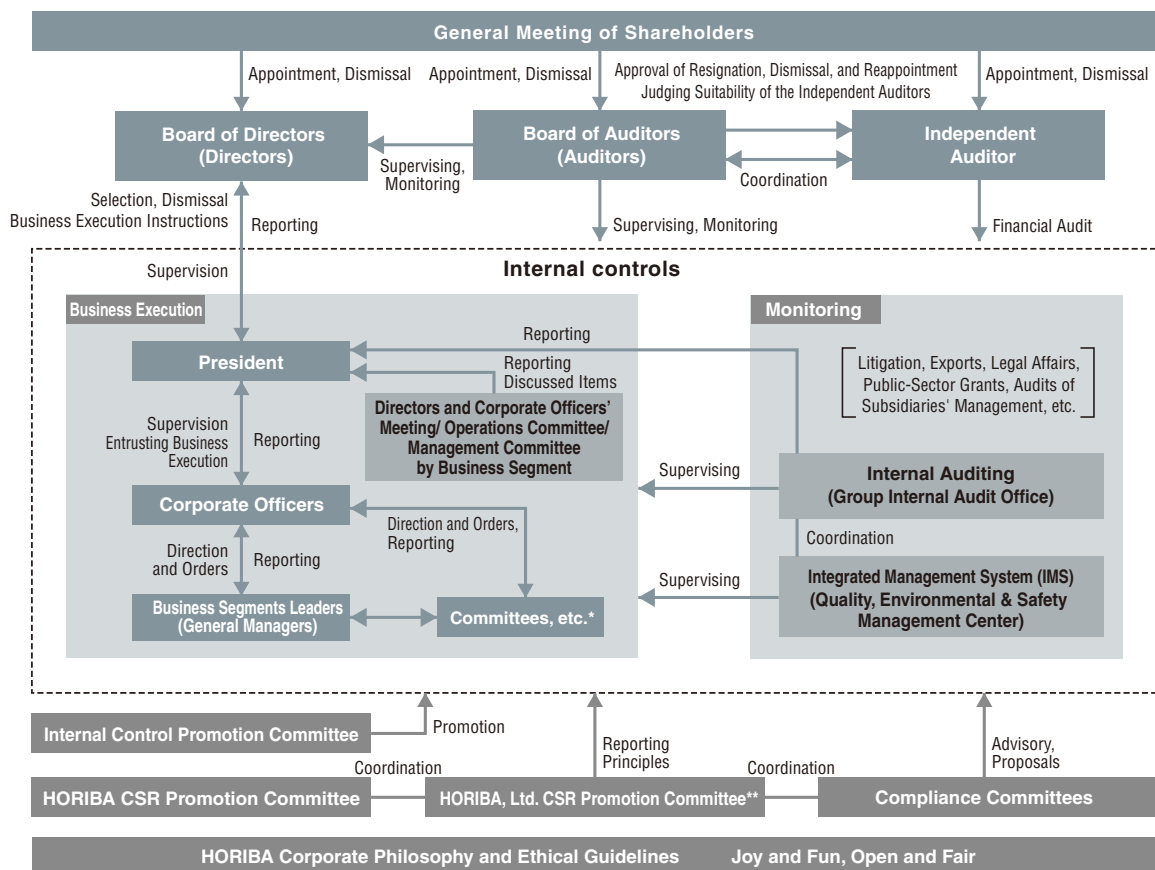 General Meeting of Shareholders
Appointment, Dismissal
Appointment, Dismissal
Approval of Resignation, Dismissal, and Reappointment
Judging Suitability of the Independent Auditors
Appointment, Dismissal
Board of Directors
(Directors)
Supervising,
Monitoring
Board of Auditors
(Auditors)
Coordination
Independent
Auditor
Selection, Dismissal
Business Execution Instructions
Reporting
Supervising, Monitoring
Financial Audit
Supervision
Internal controls
Business Execution
President
Reporting
Reporting
Discussed Items
Directors and Corporate Officers'
Meeting/ Operations Committee/
Management Committee
by Business Segment
Supervision
Entrusting Business
Execution
Reporting
Corporate Officers
Direction and Orders,
Reporting
Direction
and Orders
Reporting
Business Segments Leaders
(General Managers)
Committees, etc.*
Monitoring
Litigation, Exports, Legal Affairs,
Public-Sector Grants, Audits of
Subsidiaries' Management, etc.
Supervising
Internal Auditing
(Group Internal Audit Office)
Coordination
Supervising
Integrated Management System (IMS)
(Quality, Environmental & Safety
Management Center)
Internal Control Promotion Committee
Promotion
Reporting
Principles
Advisory,
Proposals
Coordination
Coordination
HORIBA CSR Promotion Committee
HORIBA, Ltd. CSR Promotion Committee**
Compliance Committees
HORIBA Corporate Philosophy and Ethical Guidelines Joy and Fun, Open and Fair